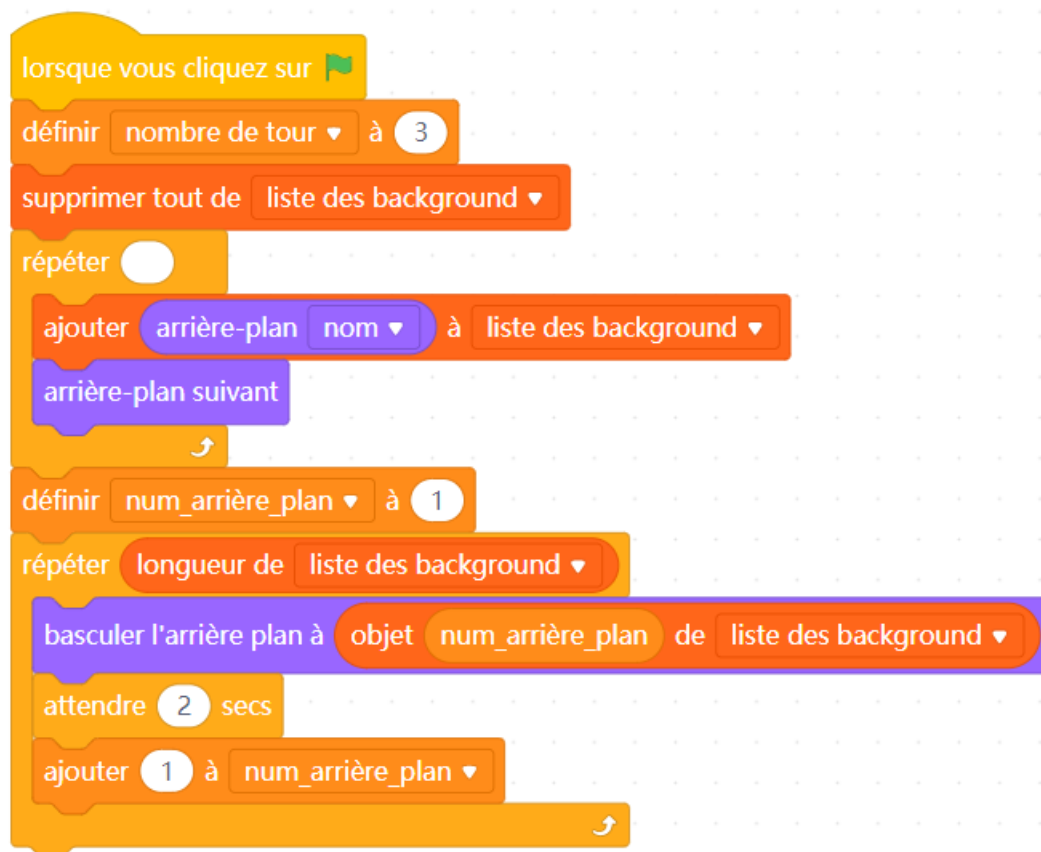 lorsque vous cliquez sur
définir nombre de tour à 3
supprimer tout de liste des background
répéter
ajouter arrière-plan nom à liste des background
arrière-plan suivant
définir num_arrière_plan à 1
répéter longueur de liste des background
basculer l'arrière plan à objet num_arrière_plan de liste des background
attendre 2 secs
ajouter 1 à num_arrière_plan